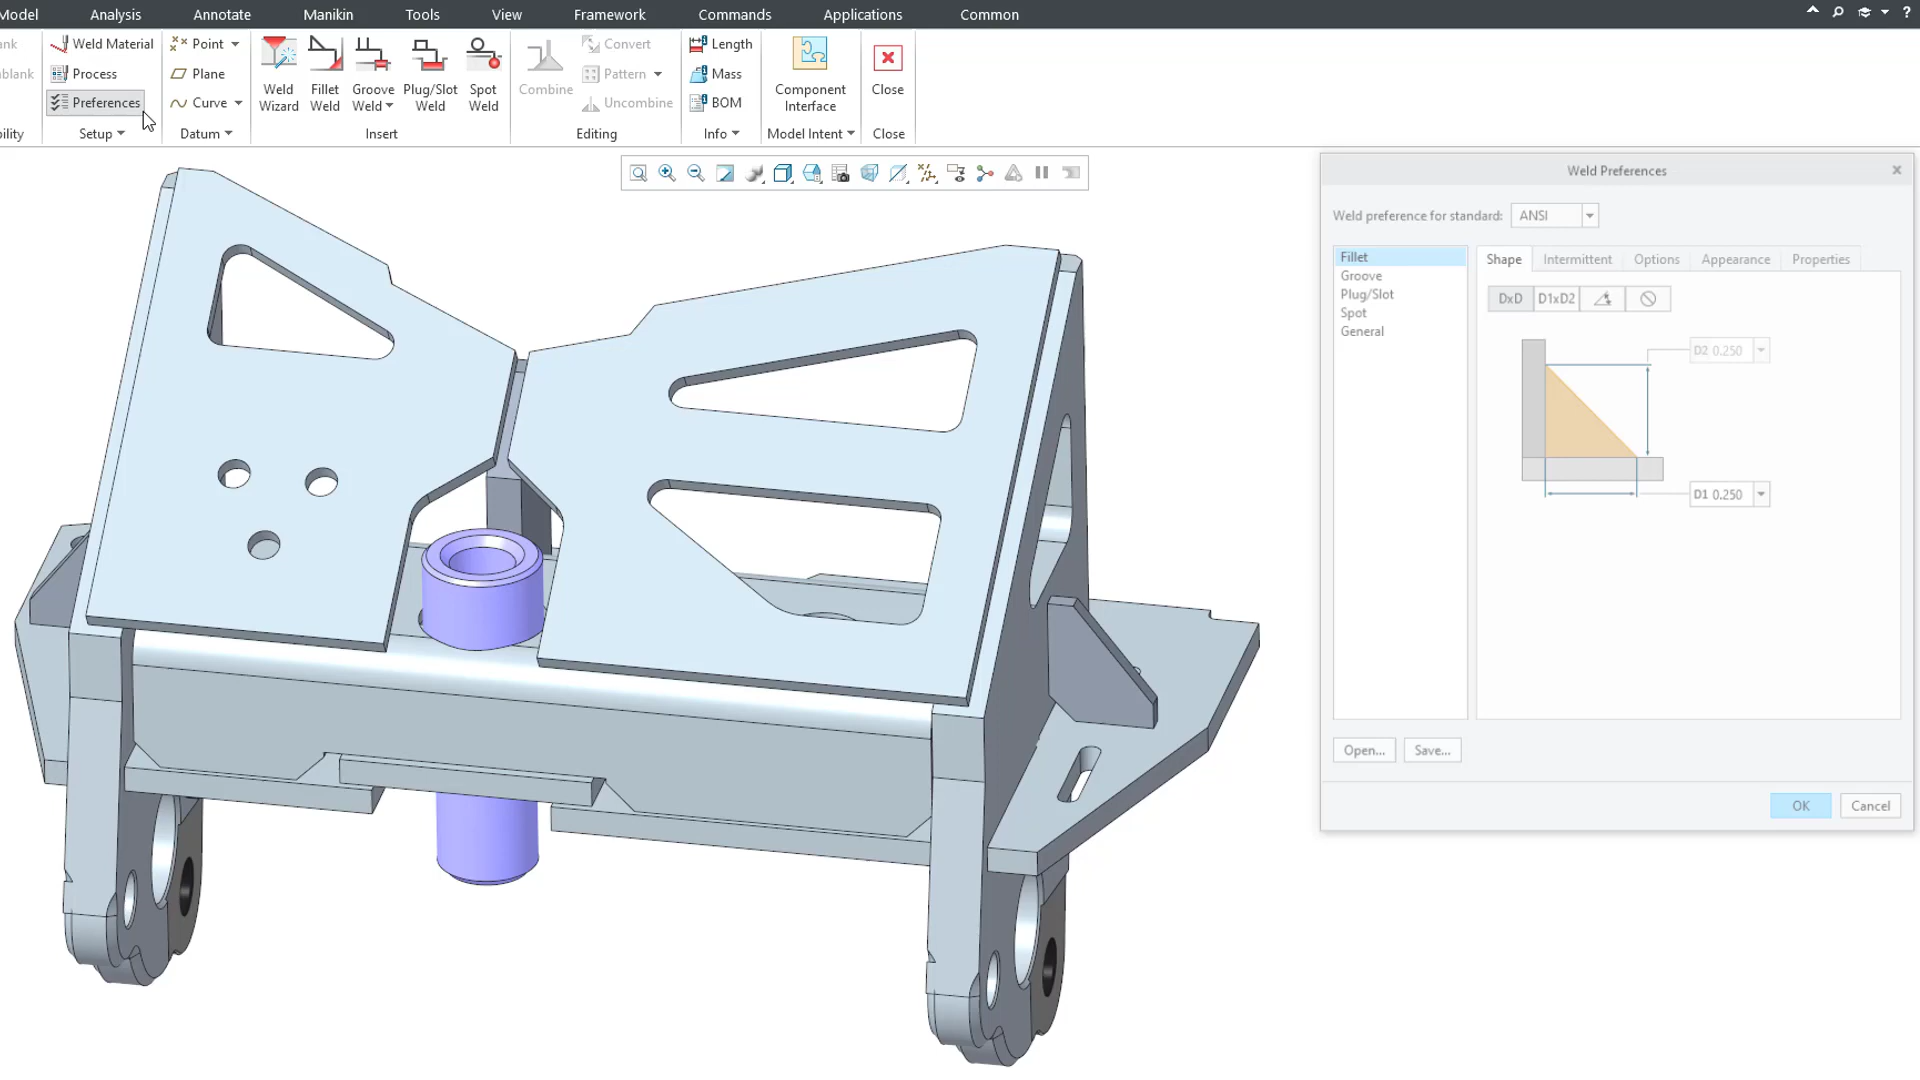 Model Analysis Annotate Manikin Tools View Framework Commands Applications Common
?
ank Weld Material Point Convert Length
blank Process Plane Pattern Mass
Preferences Curve Uncombine BOM
Weld Wizard
Fillet Weld
Groove Weld
Plug/Slot Weld
Spot Weld
Combine
Component Interface
Close
bility Setup Datum Insert Editing Info Model Intent Close
Weld Preferences
Weld preference for standard: ANSI
Fillet
Groove
Plug/Slot
Spot
General
Shape Intermittent Options Appearance Properties
DxD D1xD2
D2 0.250
D1 0.250
Open... Save...
OK Cancel